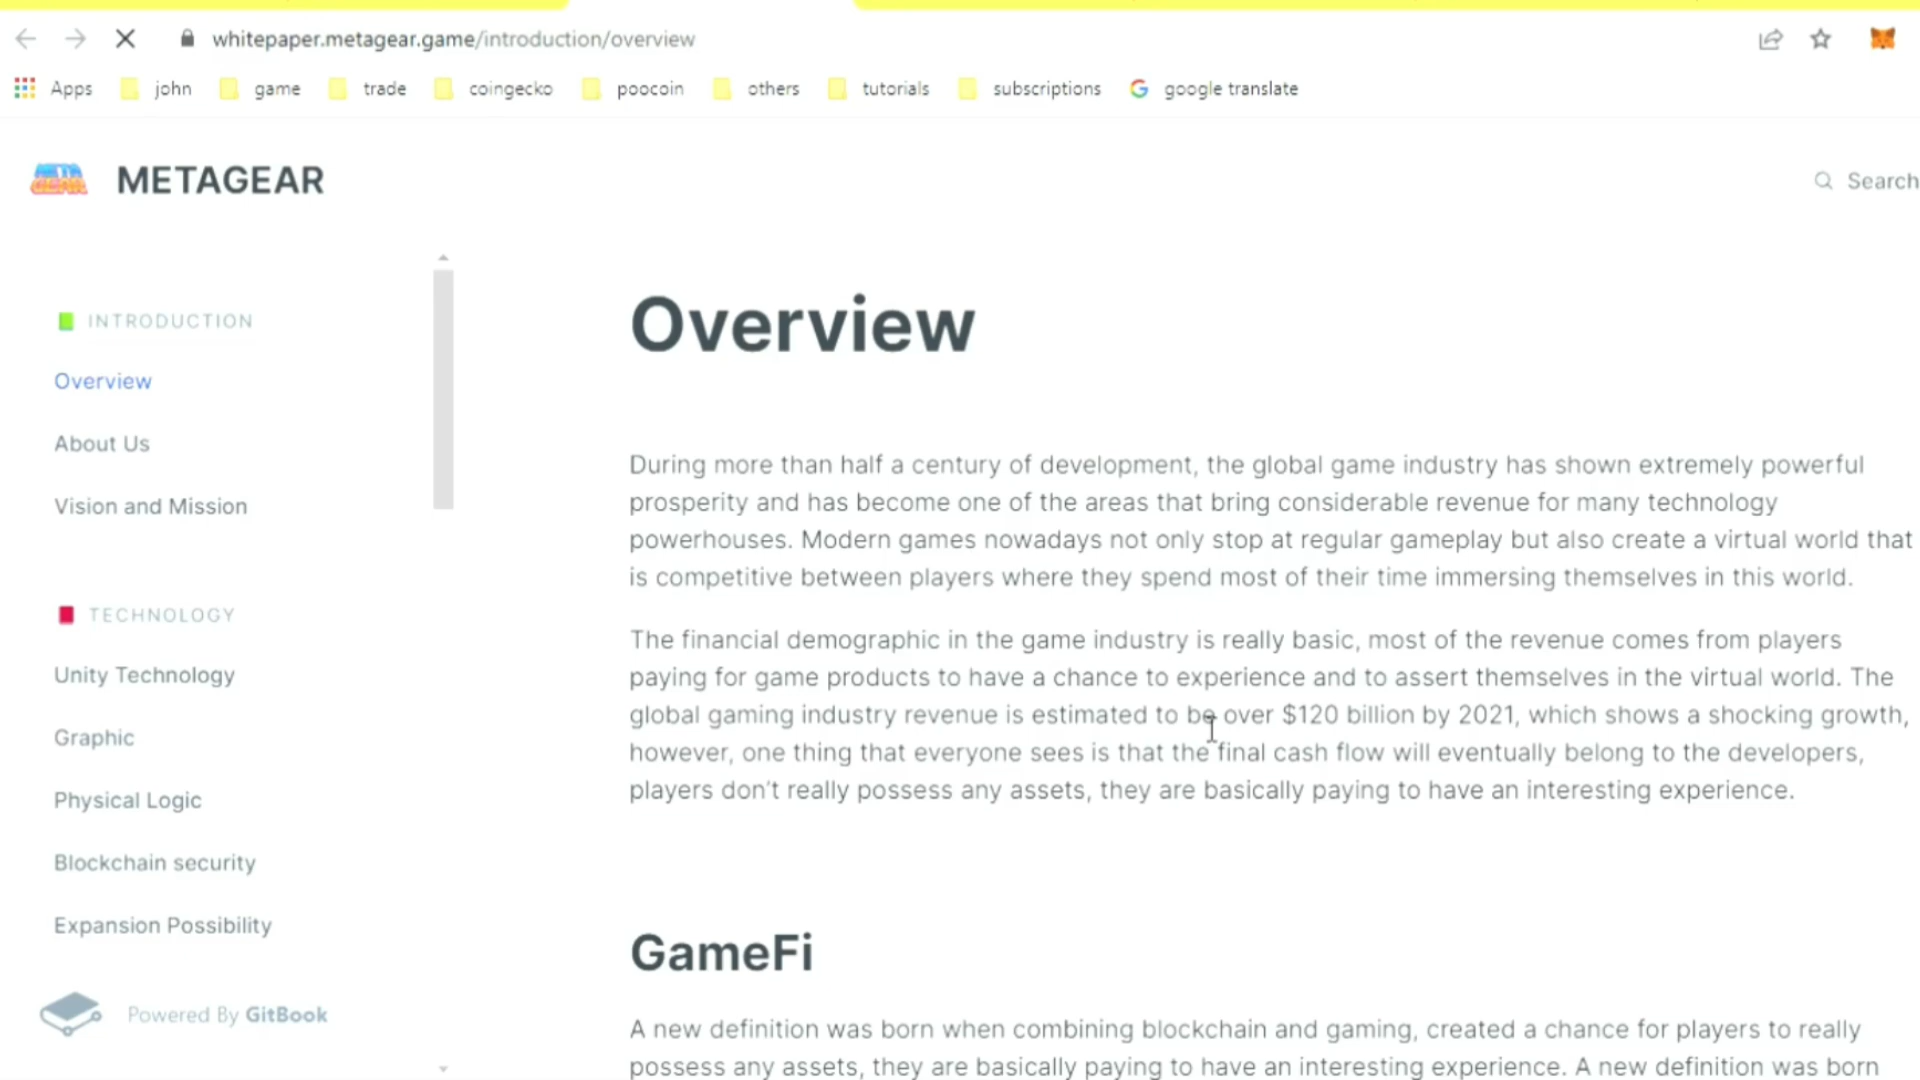 whitepaper.metagear.game/introduction/overview
Apps john game trade coingecko poocoin others tutorials subscriptions google translate
META GEAR METAGEAR
Search
INTRODUCTION
Overview
About Us
Vision and Mission
TECHNOLOGY
Unity Technology
Graphic
Physical Logic
Blockchain security
Expansion Possibility
Powered By GitBook
Overview
During more than half a century of development, the global game industry has shown extremely powerful
prosperity and has become one of the areas that bring considerable revenue for many technology
powerhouses. Modern games nowadays not only stop at regular gameplay but also create a virtual world that
is competitive between players where they spend most of their time immersing themselves in this world.
The financial demographic in the game industry is really basic, most of the revenue comes from players
paying for game products to have a chance to experience and to assert themselves in the virtual world. The
global gaming industry revenue is estimated to be over $120 billion by 2021, which shows a shocking growth,
however, one thing that everyone sees is that the final cash flow will eventually belong to the developers,
players don't really possess any assets, they are basically paying to have an interesting experience.
GameFi
A new definition was born when combining blockchain and gaming, created a chance for players to really
possess any assets, they are basically paying to have an interesting experience. A new definition was born